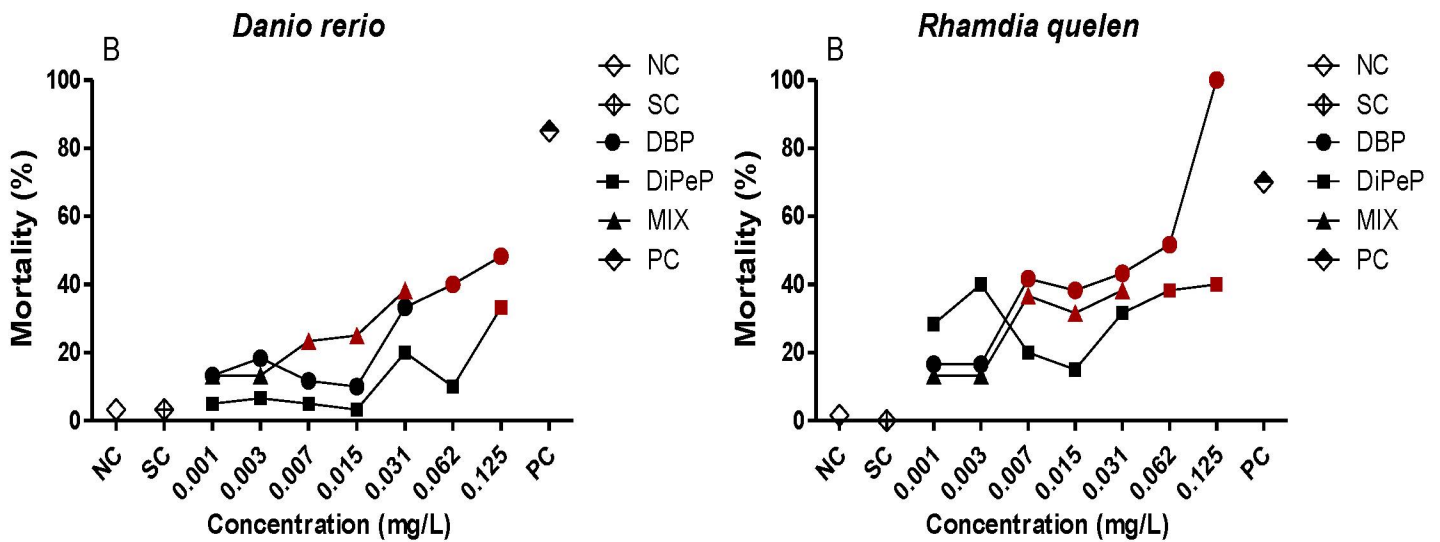 Danio rerio
B
Mortality (%)
100
80
60
40
20
0
NC
SC
0.001
0.003
0.007
0.015
0.031
0.062
0.125
PC
Concentration (mg/L)
NC
SC
DBP
DiPeP
MIX
PC
Rhamdia quelen
B
Mortality (%)
100
80
60
40
20
0
NC
SC
0.001
0.003
0.007
0.015
0.031
0.062
0.125
PC
Concentration (mg/L)
NC
SC
DBP
DiPeP
MIX
PC